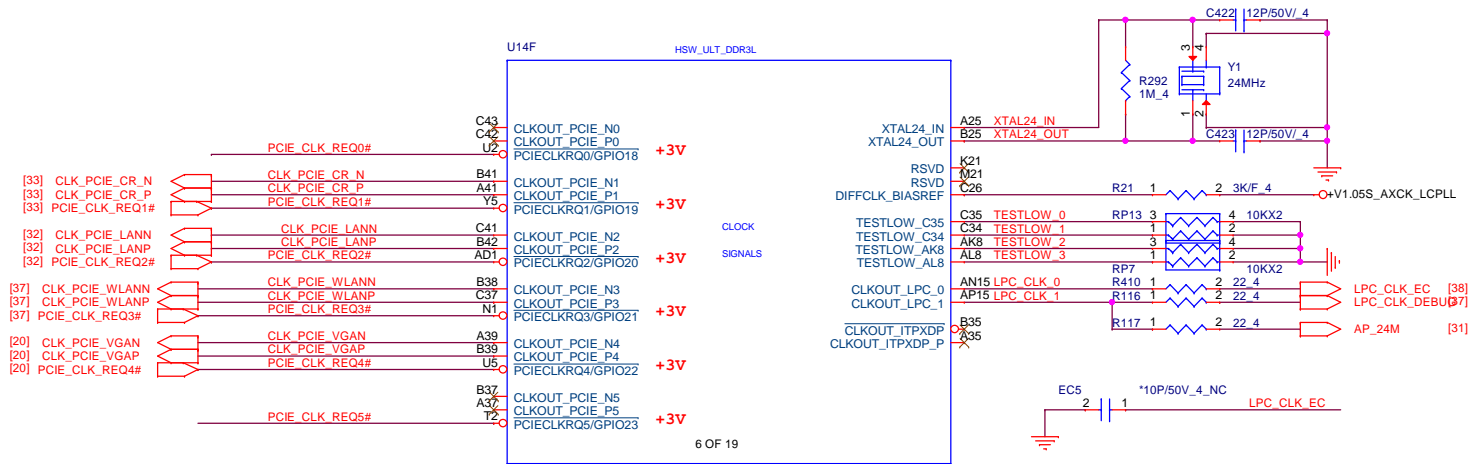 U14F
HSW_ULT_DDR3L
C422 12P/50V/_4
3 4
R292
1M_4
Y1
24MHz
1 2
C423 12P/50V/_4
C43 CLKOUT_PCIE_N0
C42 CLKOUT_PCIE_P0
PCIE_CLK_REQ0# U2 PCIECLKRQ0/GPIO18 +3V
[33] CLK_PCIE_CR_N CLK_PCIE_CR_N B41 CLKOUT_PCIE_N1
[33] CLK_PCIE_CR_P CLK_PCIE_CR_P A41 CLKOUT_PCIE_P1
[33] PCIE_CLK_REQ1# PCIE_CLK_REQ1# Y5 PCIECLKRQ1/GPIO19 +3V
[32] CLK_PCIE_LANN CLK_PCIE_LANN C41 CLKOUT_PCIE_N2
[32] CLK_PCIE_LANP CLK_PCIE_LANP B42 CLKOUT_PCIE_P2
[32] PCIE_CLK_REQ2# PCIE_CLK_REQ2# AD1 PCIECLKRQ2/GPIO20 +3V
[37] CLK_PCIE_WLANN CLK_PCIE_WLANN B38 CLKOUT_PCIE_N3
[37] CLK_PCIE_WLANP CLK_PCIE_WLANP C37 CLKOUT_PCIE_P3
[37] PCIE_CLK_REQ3# PCIE_CLK_REQ3# N1 PCIECLKRQ3/GPIO21 +3V
[20] CLK_PCIE_VGAN CLK_PCIE_VGAN A39 CLKOUT_PCIE_N4
[20] CLK_PCIE_VGAP CLK_PCIE_VGAP B39 CLKOUT_PCIE_P4
[20] PCIE_CLK_REQ4# PCIE_CLK_REQ4# U5 PCIECLKRQ4/GPIO22 +3V
B37 CLKOUT_PCIE_N5
A37 CLKOUT_PCIE_P5
PCIE_CLK_REQ5# T2 PCIECLKRQ5/GPIO23 +3V
CLOCK
SIGNALS
6 OF 19
XTAL24_IN A25 XTAL24_IN
XTAL24_OUT B25 XTAL24_OUT
RSVD K21
RSVD M21
DIFFCLK_BIASREF C26 R21 1 2 3K/F_4 +V1.05S_AXCK_LCPLL
TESTLOW_C35 C35 TESTLOW_0 RP13 3 4 10KX2
TESTLOW_C34 C34 TESTLOW_1 1 2
TESTLOW_AK8 AK8 TESTLOW_2 3 4
TESTLOW_AL8 AL8 TESTLOW_3 1 2
RP7 10KX2
CLKOUT_LPC_0 AN15 LPC_CLK_0 R410 1 2 22_4 LPC_CLK_EC [38]
CLKOUT_LPC_1 AP15 LPC_CLK_1 R116 1 2 22_4 LPC_CLK_DEBUG [37]
CLKOUT_ITPXDP B35 R117 1 2 22_4 AP_24M [31]
CLKOUT_ITPXDP_P A35
EC5 *10P/50V_4_NC
2 1 LPC_CLK_EC